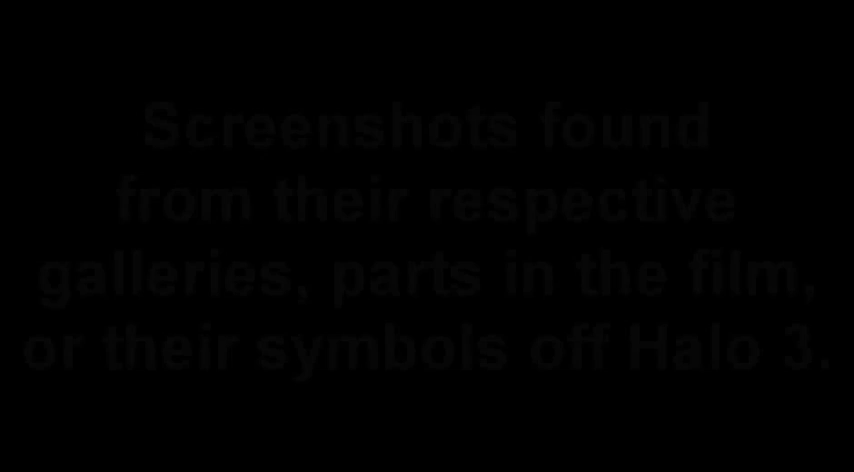 Screenshots found
from their respective
galleries, parts in the film,
or their symbols off Halo 3.